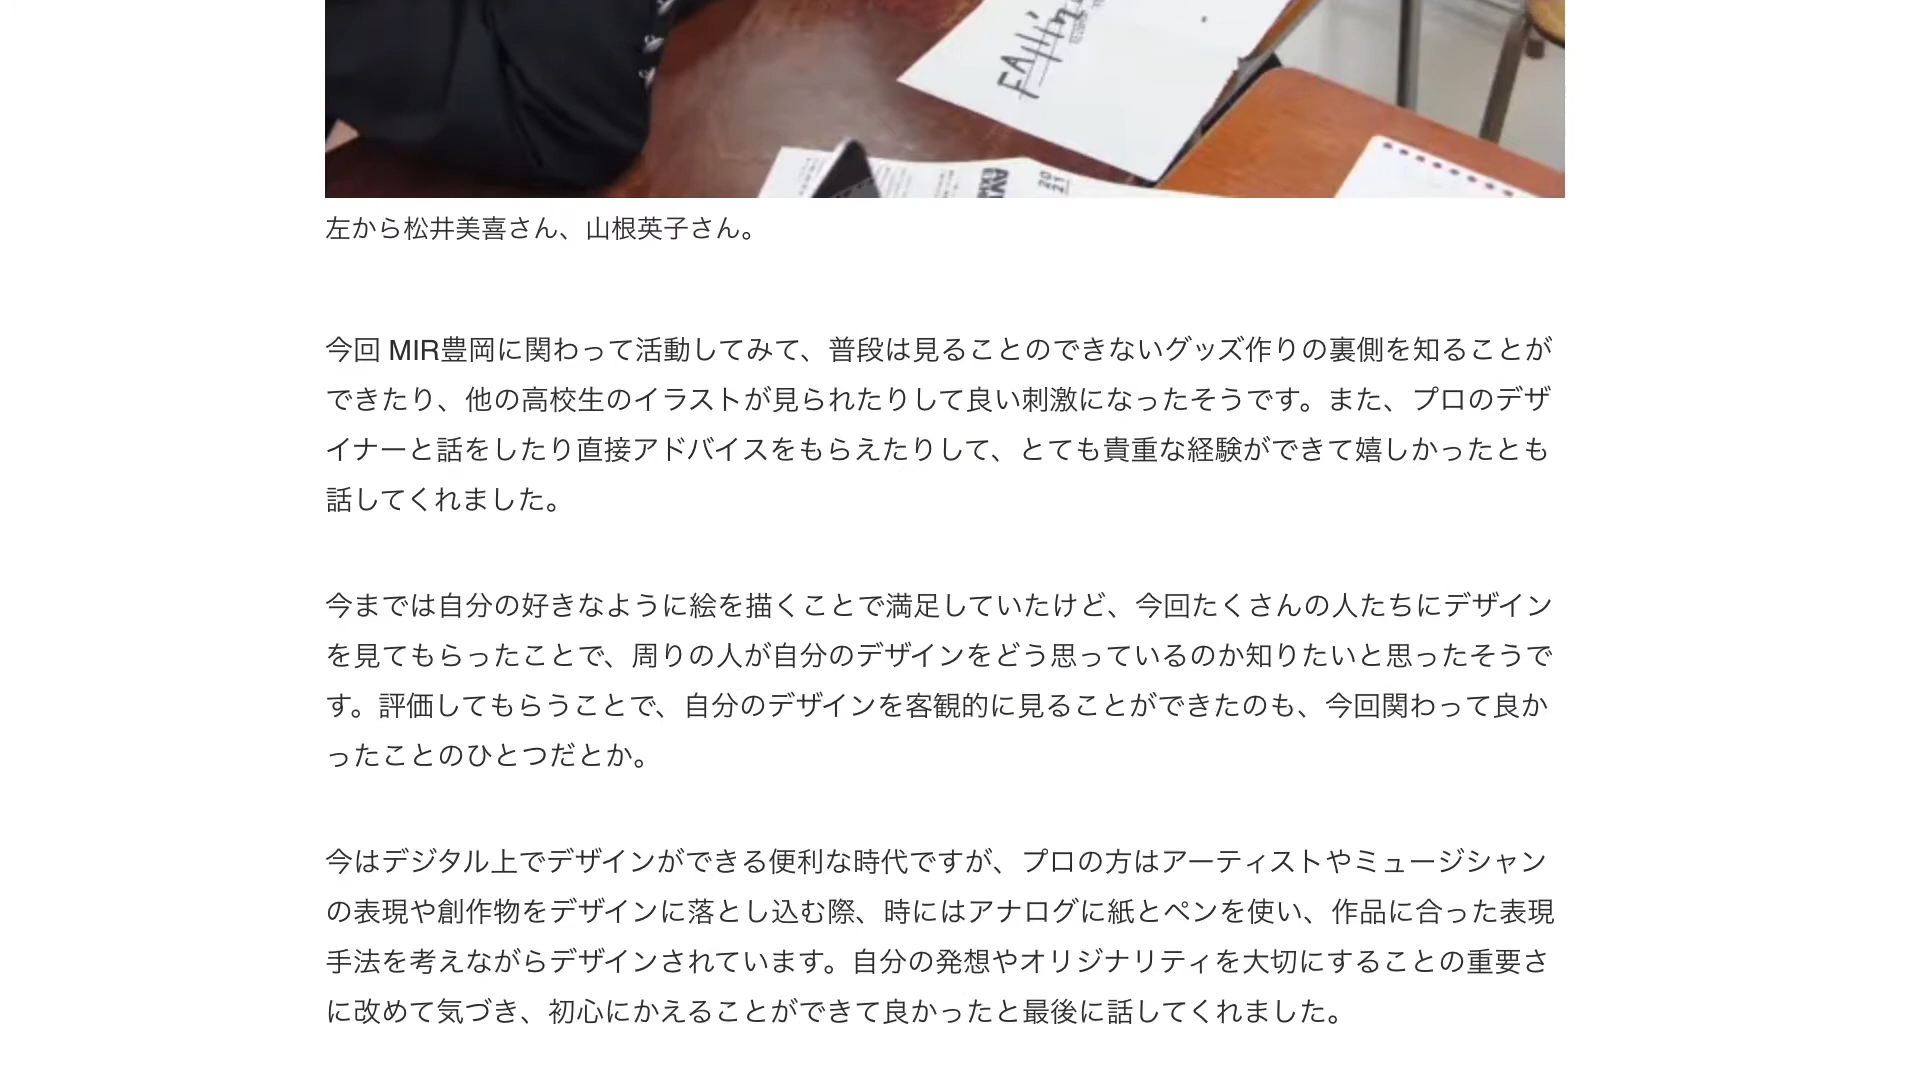 FAllin'
20
21
左から松井美喜さん、山根英子さん。
今回 MIR豊岡に関わって活動してみて、普段は見ることのできないグッズ作りの裏側を知ることが
できたり、他の高校生のイラストが見られたりして良い刺激になったそうです。また、プロのデザ
イナーと話をしたり直接アドバイスをもらえたりして、とても貴重な経験ができて嬉しかったとも
話してくれました。
今までは自分の好きなように絵を描くことで満足していたけど、今回たくさんの人たちにデザイン
を見てもらったことで、周りの人が自分のデザインをどう思っているのか知りたいと思ったそうで
す。評価してもらうことで、自分のデザインを客観的に見ることができたのも、今回関わって良か
ったことのひとつだとか。
今はデジタル上でデザインができる便利な時代ですが、プロの方はアーティストやミュージシャン
の表現や創作物をデザインに落とし込む際、時にはアナログに紙とペンを使い、作品に合った表現
手法を考えながらデザインされています。自分の発想やオリジナリティを大切にすることの重要さ
に改めて気づき、初心にかえることができて良かったと最後に話してくれました。